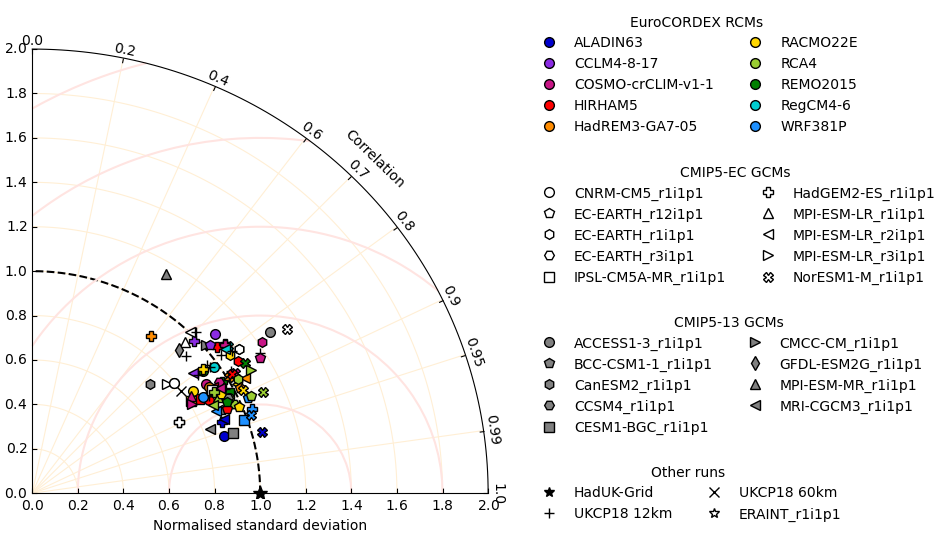 EuroCORDEX RCMs
ALADIN63
CCLM4-8-17
COSMO-crCLIM-v1-1
HIRHAM5
HadREM3-GA7-05
RACMO22E
RCA4
REMO2015
RegCM4-6
WRF381P
CMIP5-EC GCMs
CNRM-CM5_r1i1p1
EC-EARTH_r12i1p1
EC-EARTH_r1i1p1
EC-EARTH_r3i1p1
IPSL-CM5A-MR_r1i1p1
HadGEM2-ES_r1i1p1
MPI-ESM-LR_r1i1p1
MPI-ESM-LR_r2i1p1
MPI-ESM-LR_r3i1p1
NorESM1-M_r1i1p1
CMIP5-13 GCMs
ACCESS1-3_r1i1p1
BCC-CSM1-1_r1i1p1
CanESM2_r1i1p1
CCSM4_r1i1p1
CESM1-BGC_r1i1p1
CMCC-CM_r1i1p1
GFDL-ESM2G_r1i1p1
MPI-ESM-MR_r1i1p1
MRI-CGCM3_r1i1p1
Other runs
HadUK-Grid
UKCP18 12km
UKCP18 60km
ERAINT_r1i1p1
2.0
1.8
1.6
1.4
1.2
1.0
0.8
0.6
0.4
0.2
0.0
0.0 0.2 0.4 0.6 0.8 1.0 1.2 1.4 1.6 1.8 2.0
Normalised standard deviation
0.0
0.2
0.4
0.6
0.7
0.8
0.9
0.95
0.99
1.0
Correlation